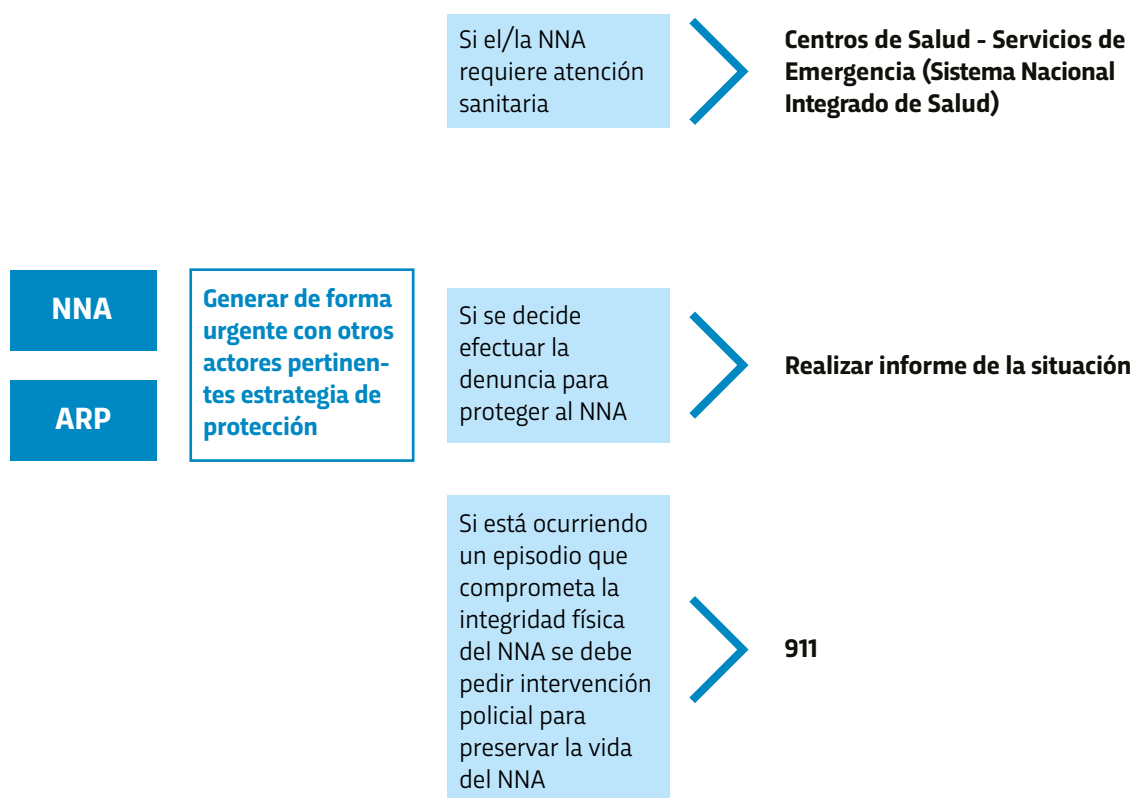 Si el/la NNA
requiere atención
sanitaria
Centros de Salud - Servicios de
Emergencia (Sistema Nacional
Integrado de Salud)
NNA
ARP
Generar de forma
urgente con otros
actores pertinen-
tes estrategia de
protección
Si se decide
efectuar la
denuncia para
proteger al NNA
Realizar informe de la situación
Si está ocurriendo
un episodio que
comprometa la
integridad física
del NNA se debe
pedir intervención
policial para
preservar la vida
del NNA
911